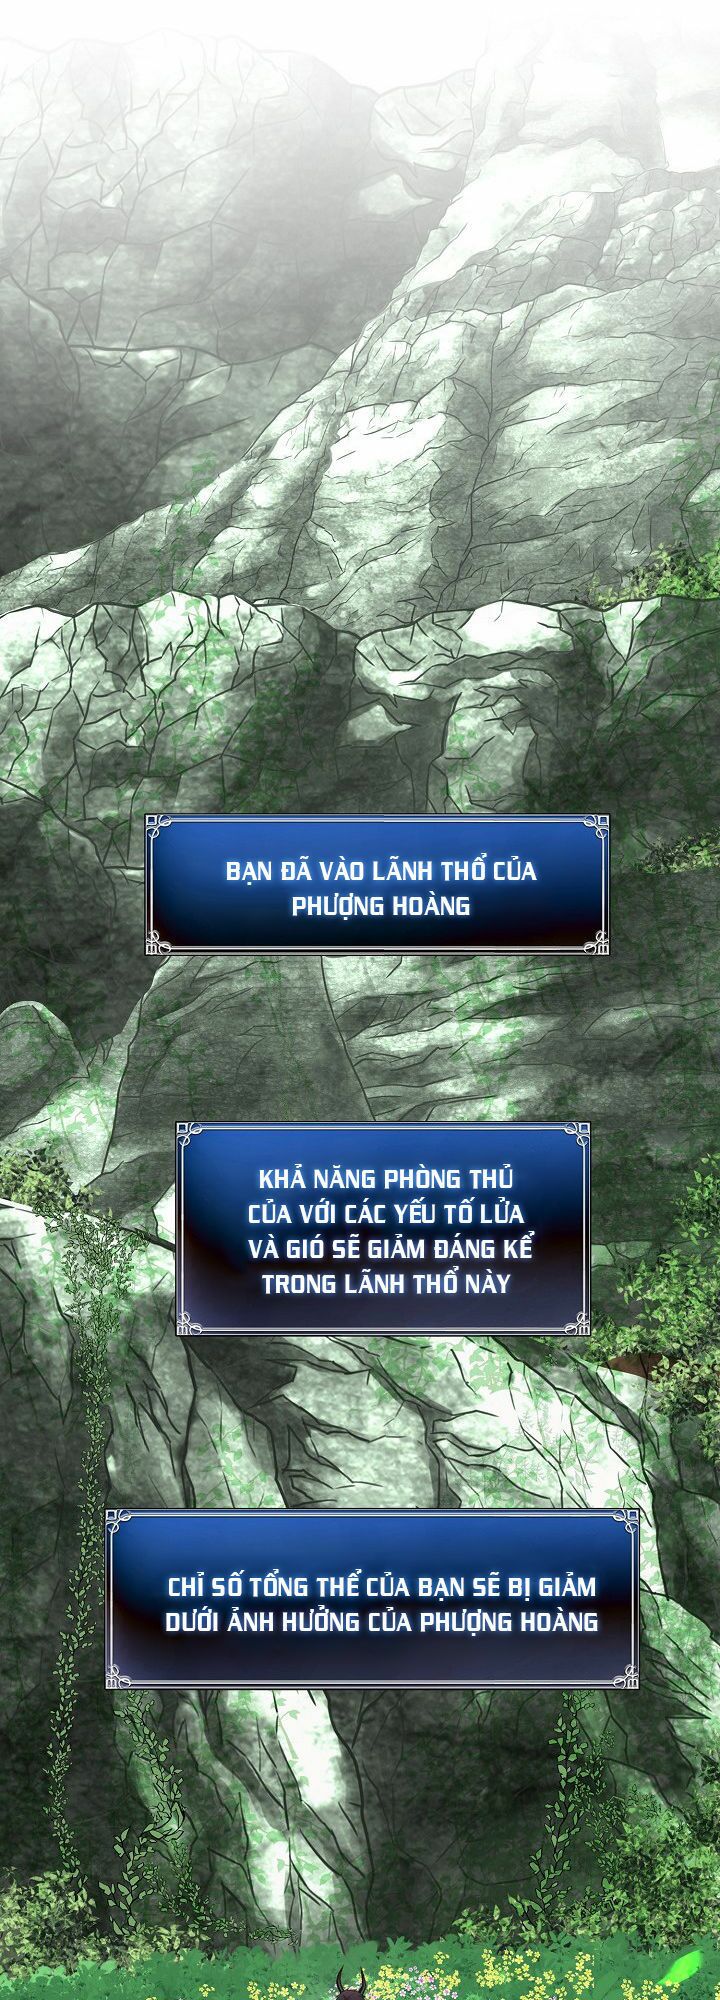 BẠN ĐÃ VÀO LÃNH THỔ CỦA
PHƯỢNG HOÀNG
KHẢ NĂNG PHÒNG THỦ
CỦA VỚI CÁC YẾU TỐ LỬA
VÀ GIÓ SẼ GIẢM ĐÁNG KỂ
TRONG LÃNH THỔ NÀY
CHỈ SỐ TỔNG THỂ CỦA BẠN SẼ BỊ GIẢM
DƯỚI ẢNH HƯỞNG CỦA PHƯỢNG HOÀNG